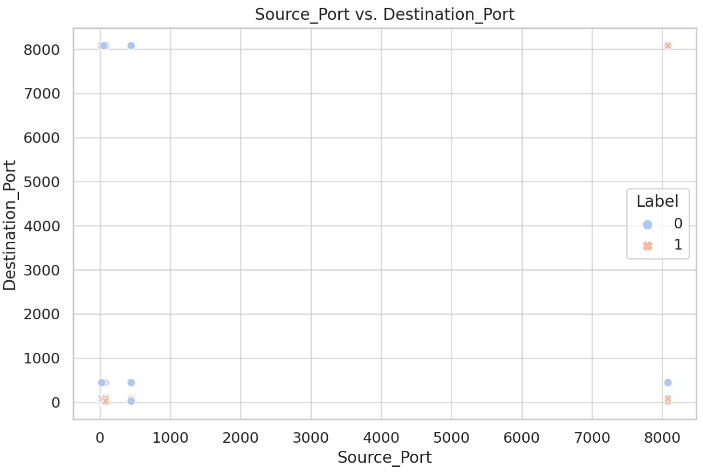 Source_Port vs. Destination_Port
Destination_Port
8000
7000
6000
5000
4000
3000
2000
1000
0
Label
0
1
0 1000 2000 3000 4000 5000 6000 7000 8000
Source_Port